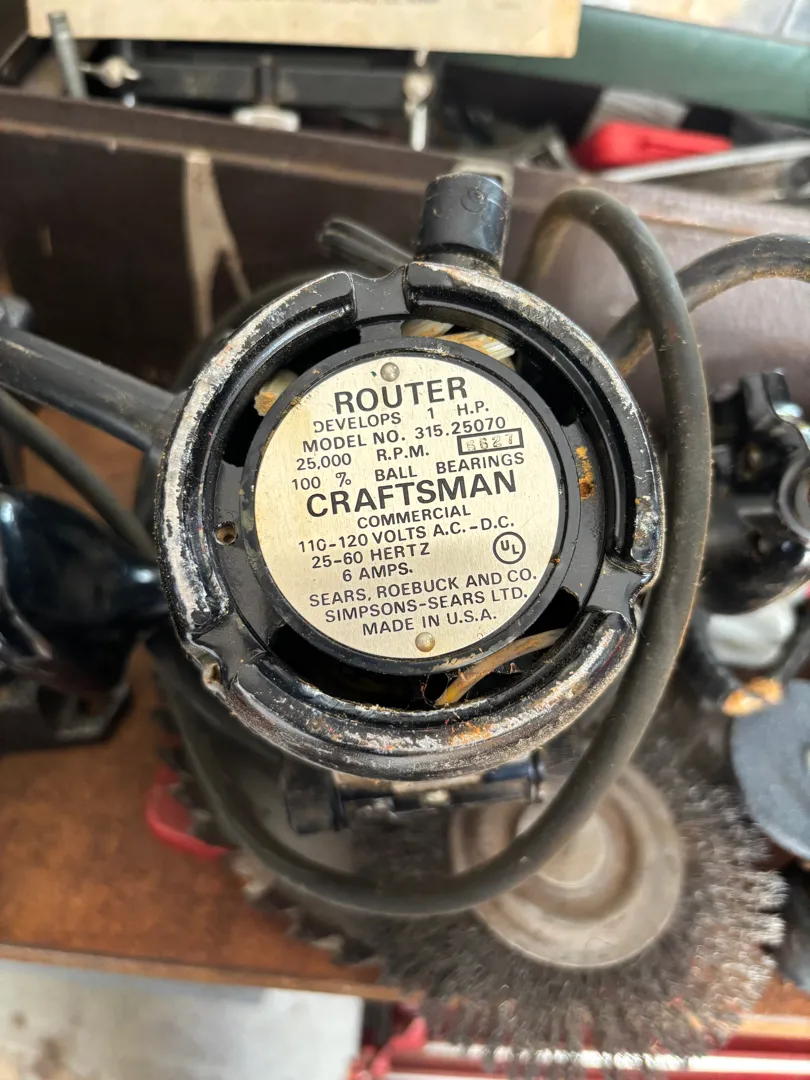 ROUTER
DEVELOPS 1 H.P.
MODEL NO. 315.25070
25,000 R.P.M. 6627
100 % BALL BEARINGS
CRAFTSMAN
COMMERCIAL
110-120 VOLTS A.C.-D.C.
25-60 HERTZ UL
6 AMPS.
SEARS, ROEBUCK AND CO.
SIMPSONS-SEARS LTD.
MADE IN U.S.A.